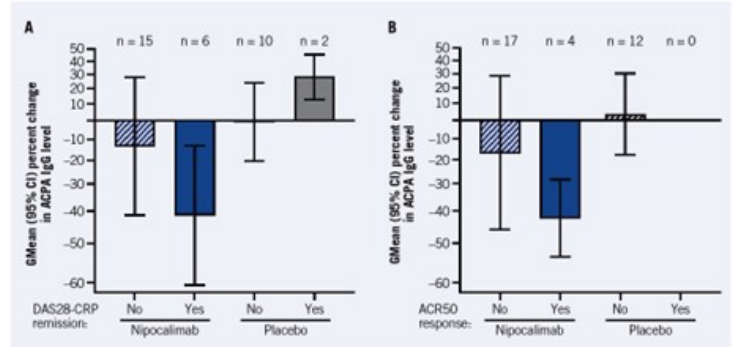 A
n = 15 n = 6 n = 10 n = 2
GMean (95% CI) percent change
in ACPA IgG level
50
40
30
20
10
–10
–20
–30
–40
–50
–60
DAS28-CRP
remission:
No Yes No Yes
Nipocalimab Placebo
B
n = 17 n = 4 n = 12 n = 0
GMean (95% CI) percent change
in ACPA IgG level
50
40
30
20
10
–10
–20
–30
–40
–50
–60
ACR50
response:
No Yes No Yes
Nipocalimab Placebo